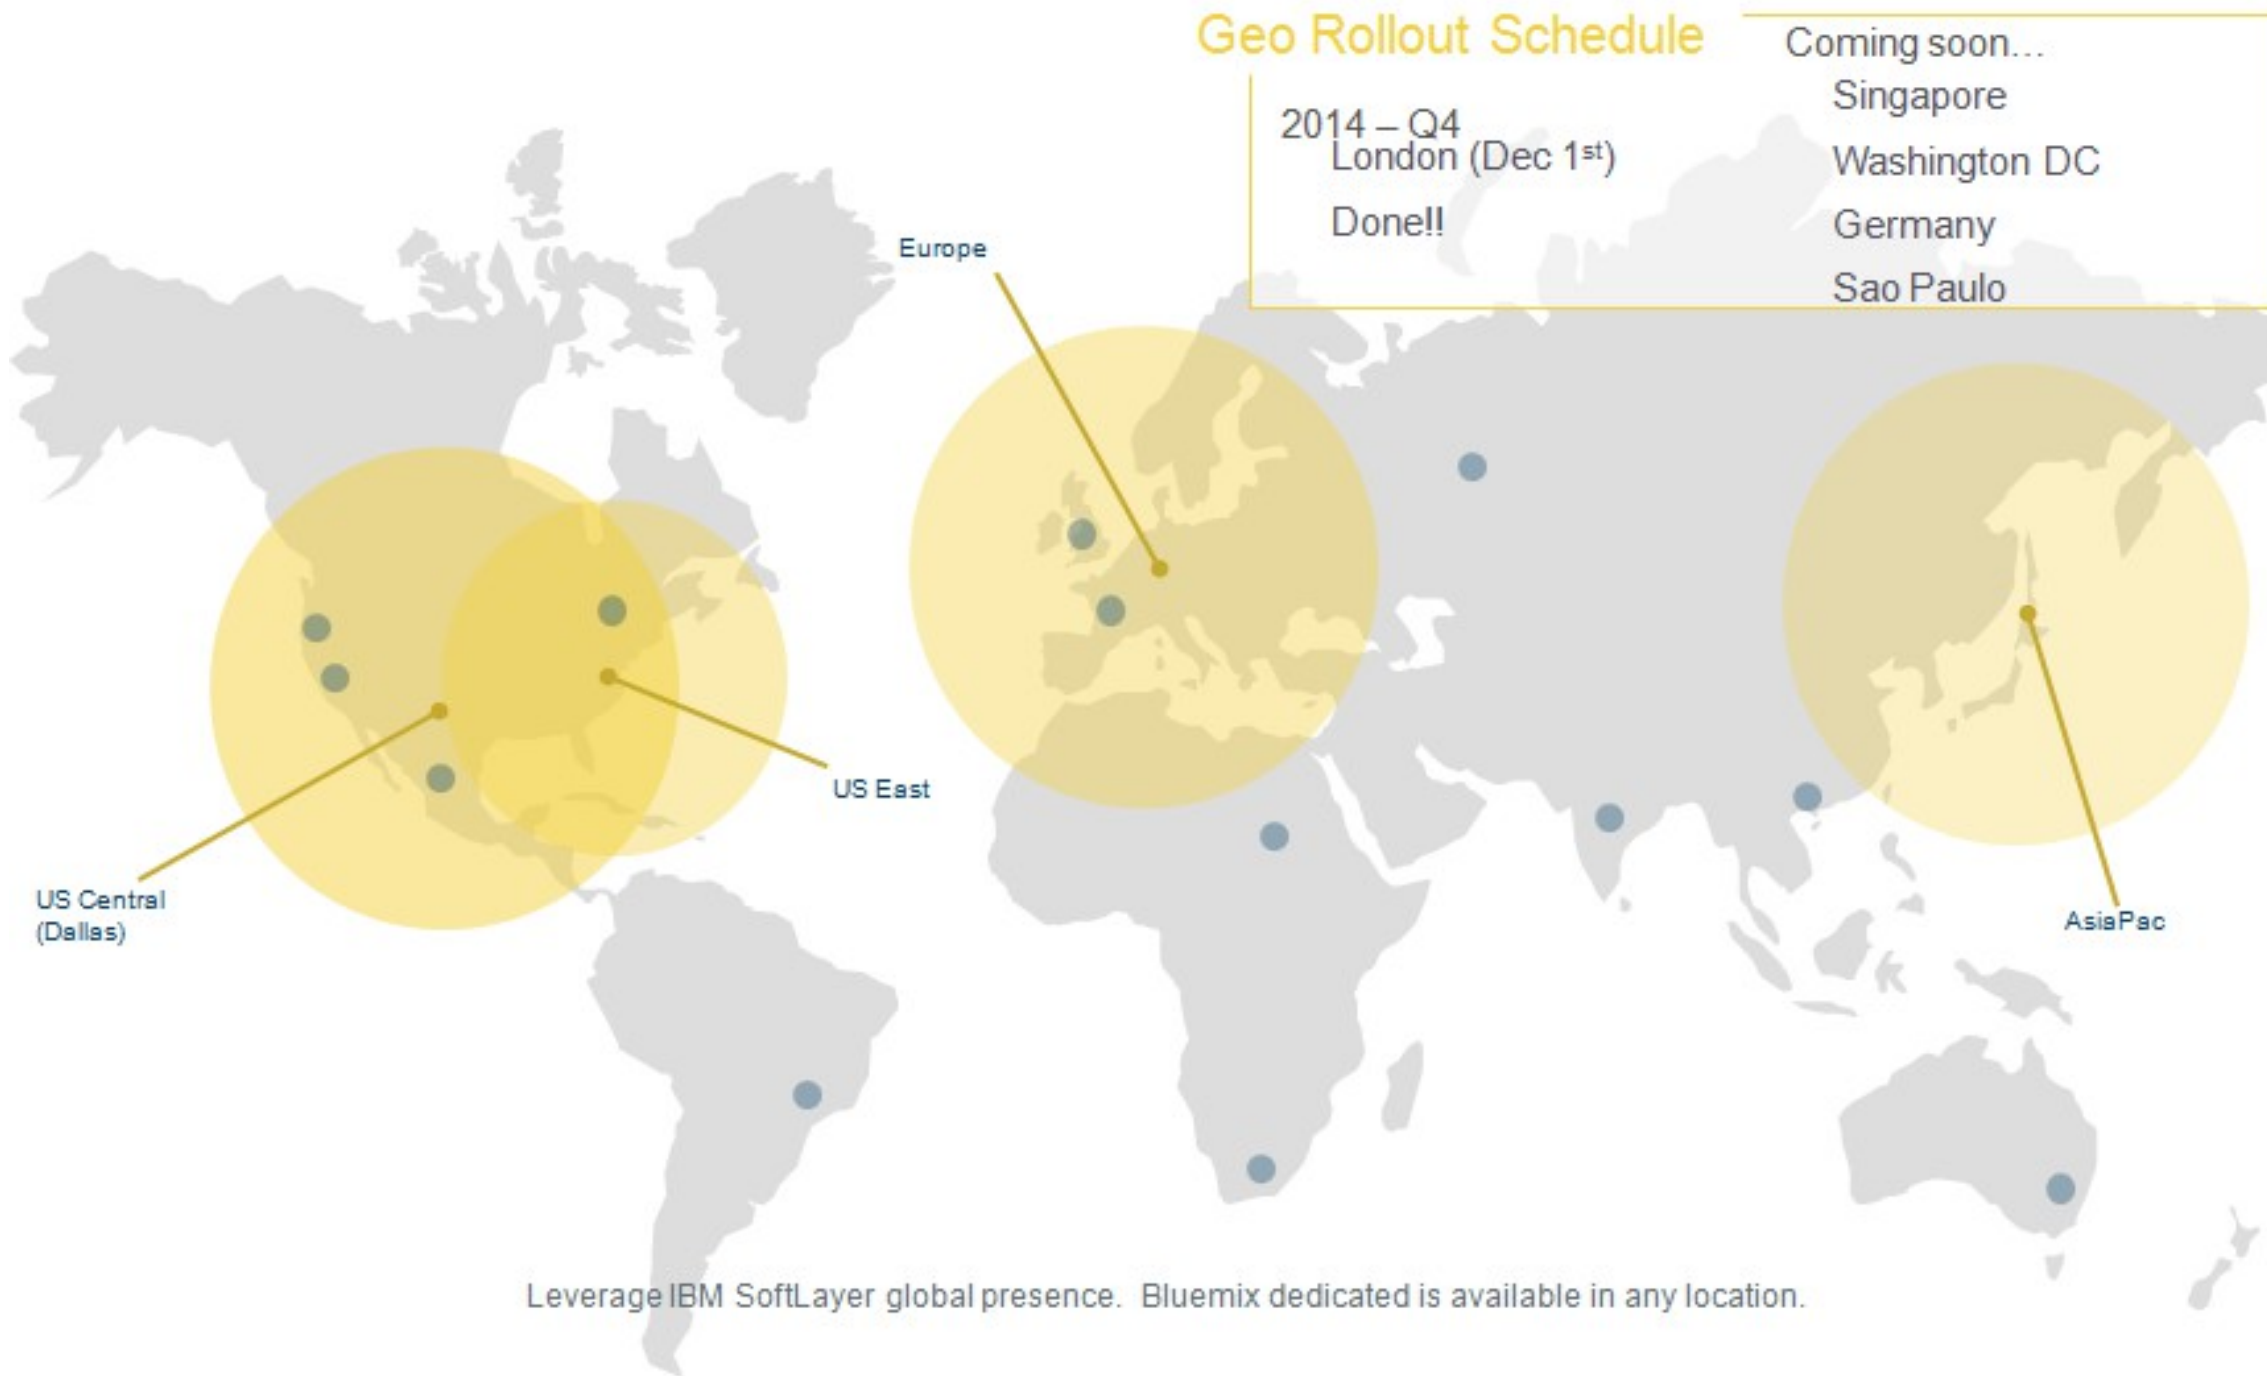 Geo Rollout Schedule
2014 – Q4
London (Dec 1st)
Done!!
Coming soon...
Singapore
Washington DC
Germany
Sao Paulo
Europe
US East
US Central
(Dallas)
AsiaPac
Leverage IBM SoftLayer global presence. Bluemix dedicated is available in any location.